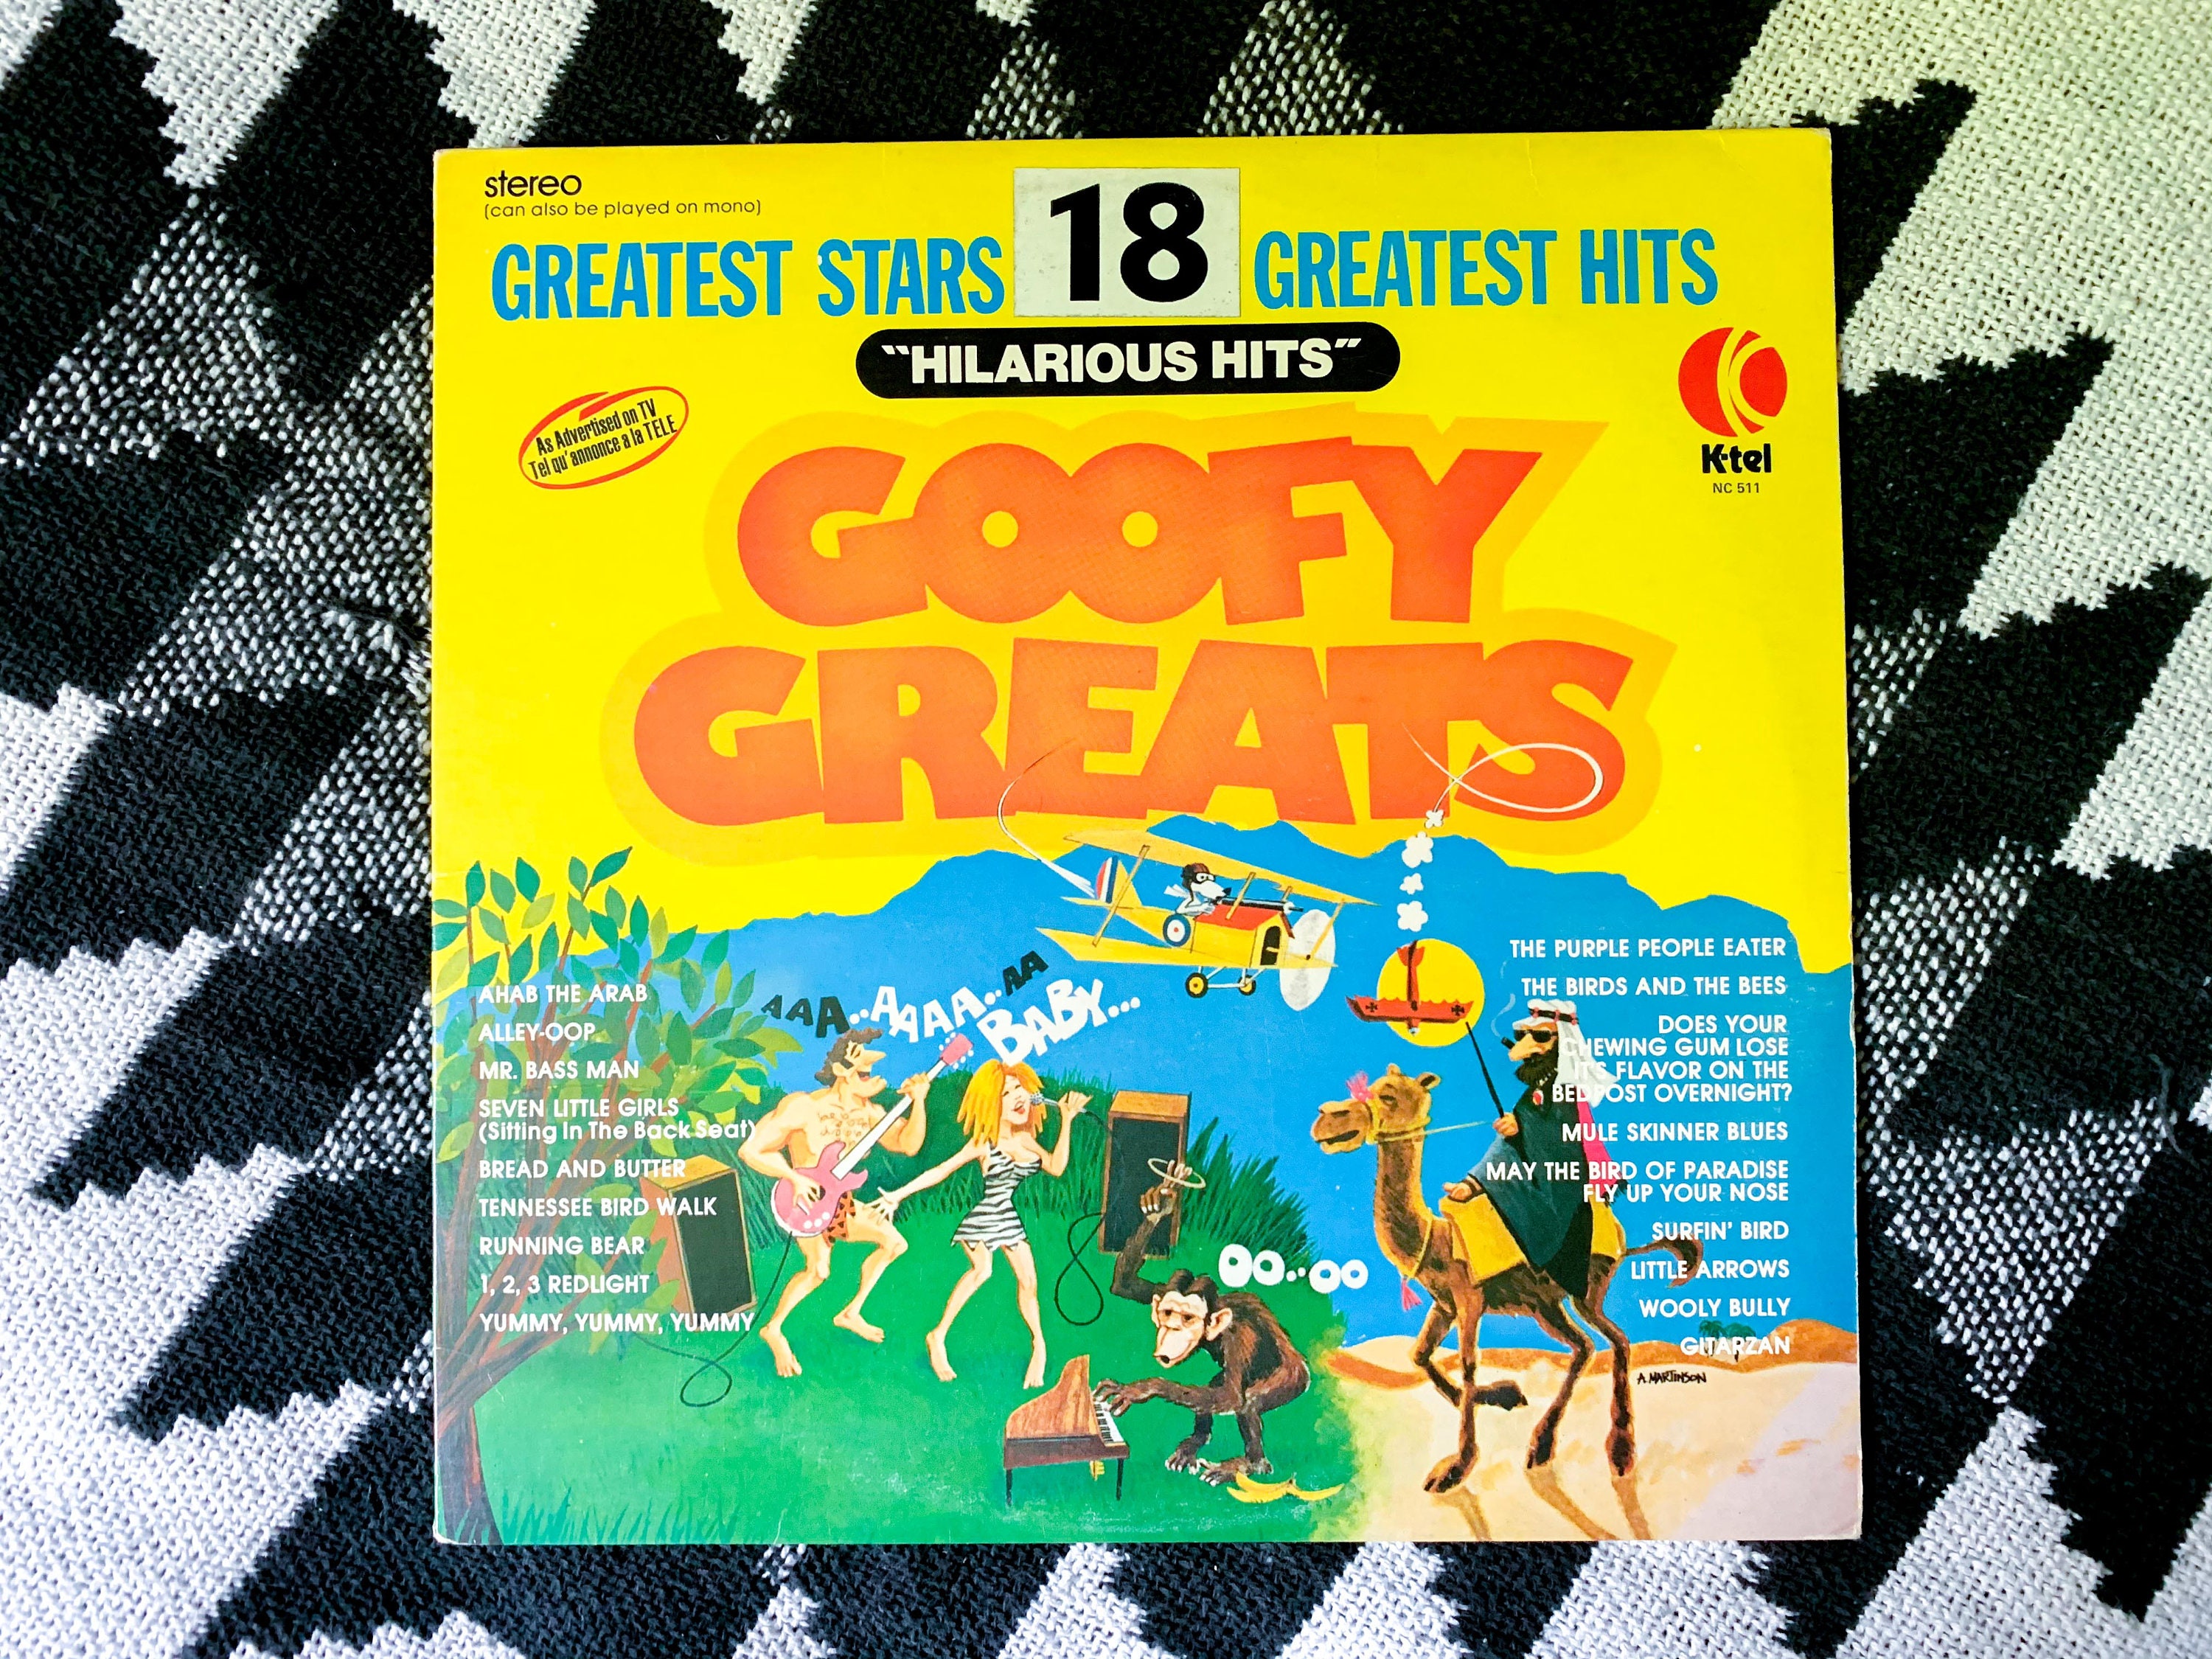 stereo
(can also be played on mono)
GREATEST STARS 18 GREATEST HITS
"HILARIOUS HITS"
As Advertised on TV
Tel qu'annonce a la TELE
K-tel
NC 511
GOOFY
GREATS
AHAB THE ARAB
ALLEY-OOP
MR. BASS MAN
SEVEN LITTLE GIRLS
(Sitting In The Back Seat)
BREAD AND BUTTER
TENNESSEE BIRD WALK
RUNNING BEAR
1, 2, 3 REDLIGHT
YUMMY, YUMMY, YUMMY
AAA..AAAA..AA
BABY...
OO..OO
THE PURPLE PEOPLE EATER
THE BIRDS AND THE BEES
DOES YOUR
CHEWING GUM LOSE
IT'S FLAVOR ON THE
BEDPOST OVERNIGHT?
MULE SKINNER BLUES
MAY THE BIRD OF PARADISE
FLY UP YOUR NOSE
SURFIN' BIRD
LITTLE ARROWS
WOOLY BULLY
GITARZAN
A. MARTINSON